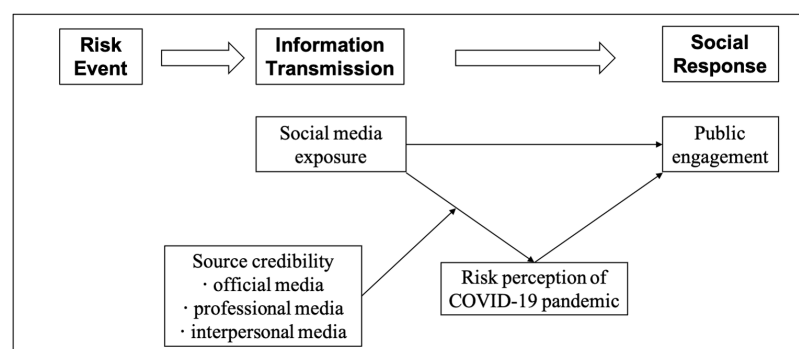 Risk
Event
Information
Transmission
Social
Response
Social media
exposure
Public
engagement
Source credibility
· official media
· professional media
· interpersonal media
Risk perception of
COVID-19 pandemic